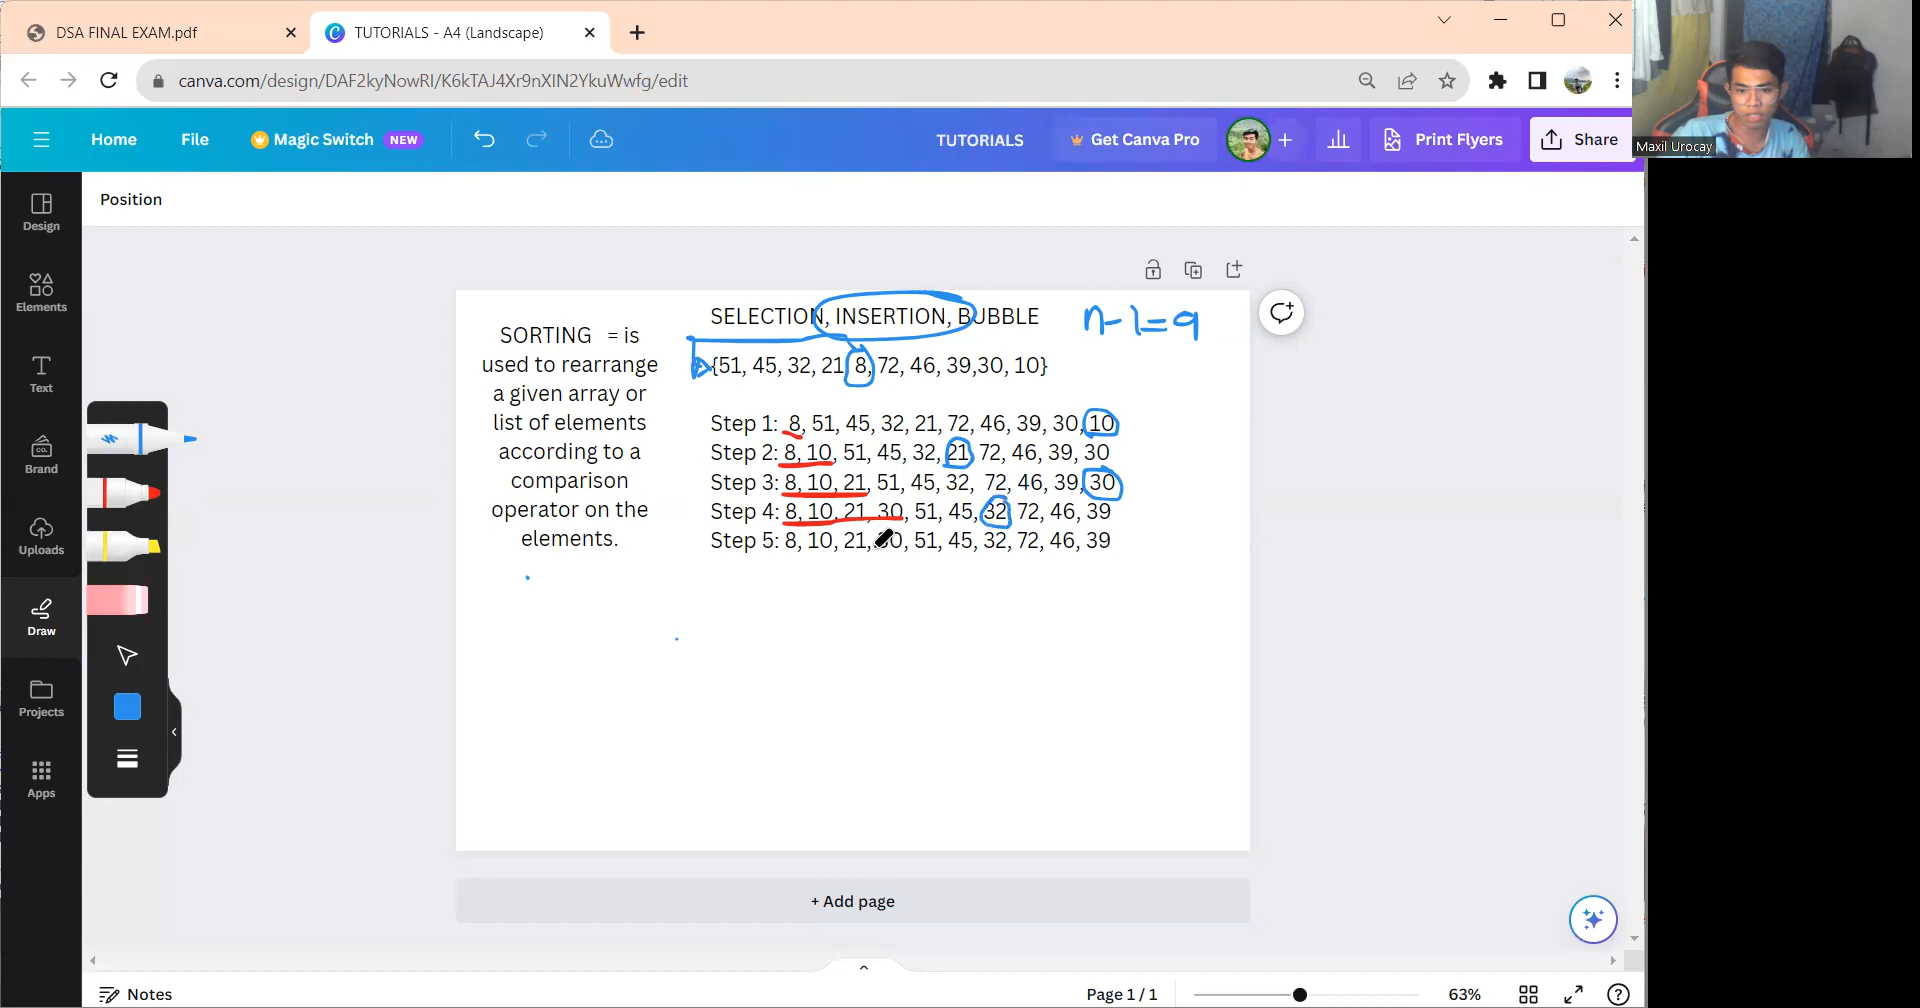 DSA FINAL EXAM.pdf
TUTORIALS - A4 (Landscape)
canva.com/design/DAF2kyNowRI/K6kTAJ4Xr9nXIN2YkuWwfg/edit
Maxil Urocay
Home
File
Magic Switch
NEW
TUTORIALS
Get Canva Pro
Print Flyers
Share
Position
Design
Elements
Text
Brand
Uploads
Draw
Projects
Apps
SORTING = is
used to rearrange
a given array or
list of elements
according to a
comparison
operator on the
elements.
SELECTION, INSERTION, BUBBLE
n-1=9
{51, 45, 32, 21, 8, 72, 46, 39,30, 10}
Step 1: 8, 51, 45, 32, 21, 72, 46, 39, 30, 10
Step 2: 8, 10, 51, 45, 32, 21, 72, 46, 39, 30
Step 3: 8, 10, 21, 51, 45, 32, 72, 46, 39, 30
Step 4: 8, 10, 21, 30, 51, 45, 32, 72, 46, 39
Step 5: 8, 10, 21, 30, 51, 45, 32, 72, 46, 39
+ Add page
Notes
Page 1 / 1
63%